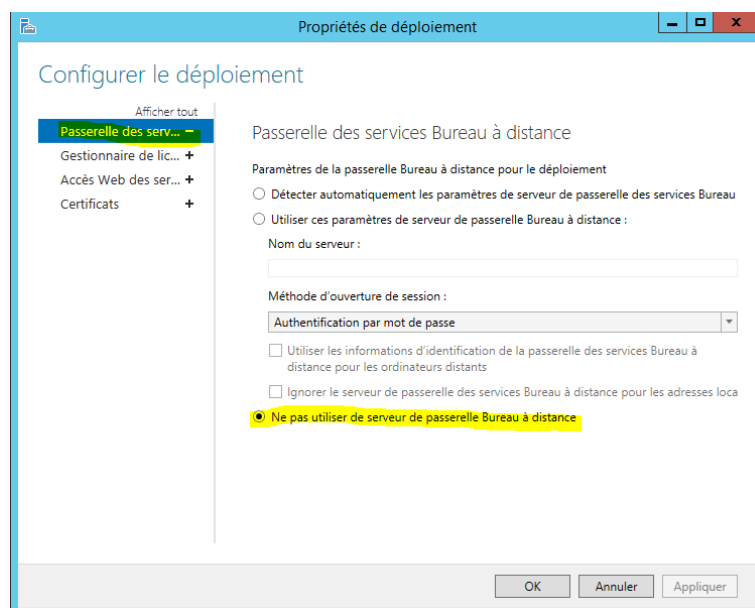 Propriétés de déploiement
Configurer le déploiement
Afficher tout
Passerelle des serv... −
Gestionnaire de lic... +
Accès Web des ser... +
Certificats +
Passerelle des services Bureau à distance
Paramètres de la passerelle Bureau à distance pour le déploiement
Détecter automatiquement les paramètres de serveur de passerelle des services Bureau
Utiliser ces paramètres de serveur de passerelle Bureau à distance :
Nom du serveur :
Méthode d'ouverture de session :
Authentification par mot de passe
Utiliser les informations d'identification de la passerelle des services Bureau à
distance pour les ordinateurs distants
Ignorer le serveur de passerelle des services Bureau à distance pour les adresses loca
Ne pas utiliser de serveur de passerelle Bureau à distance
OK Annuler Appliquer